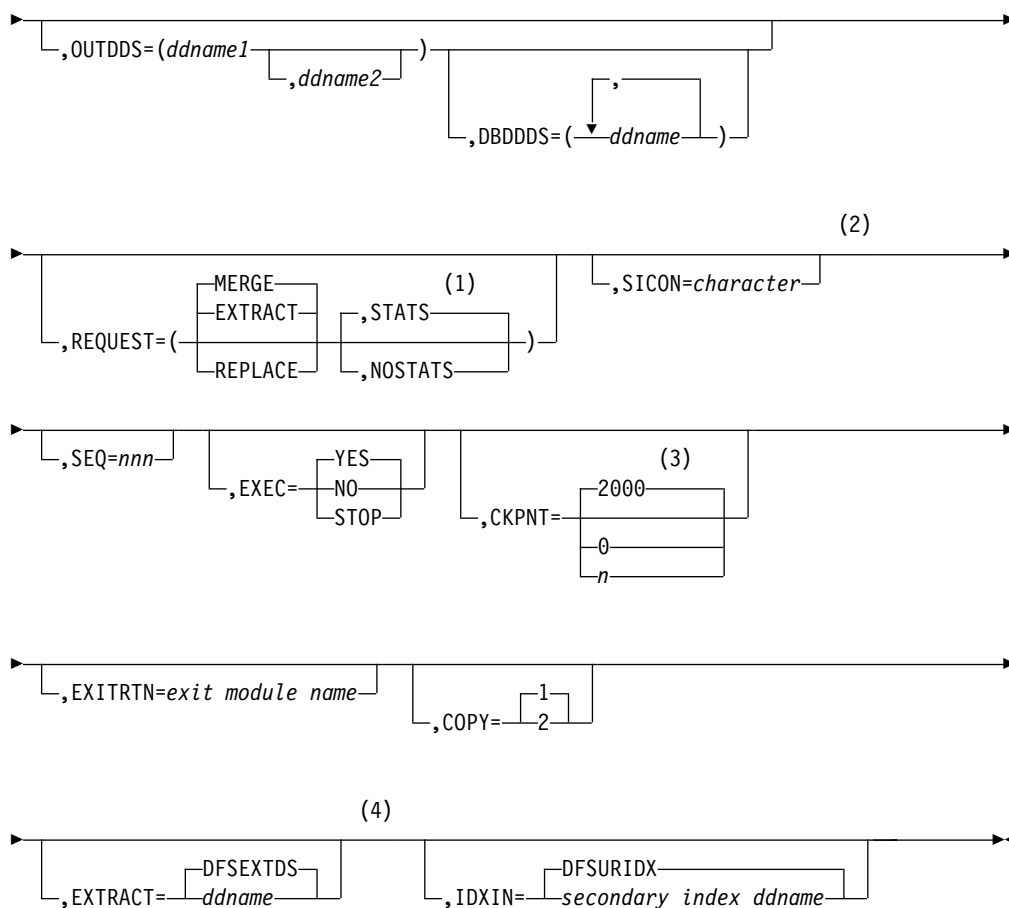 ,OUTDDS=(ddname1 )
,ddname2
,
,DBDDDS=( ddname )
(2)
MERGE (1) ,SICON=character
EXTRACT ,STATS
,REQUEST=( )
REPLACE ,NOSTATS
,SEQ=nnn YES (3)
,EXEC= NO 2000
STOP ,CKPNT=
0
n
,EXITRTN=exit module name 1
,COPY= 2
(4)
DFSEXTDS DFSURIDX
,EXTRACT= ddname ,IDXIN= secondary index ddname